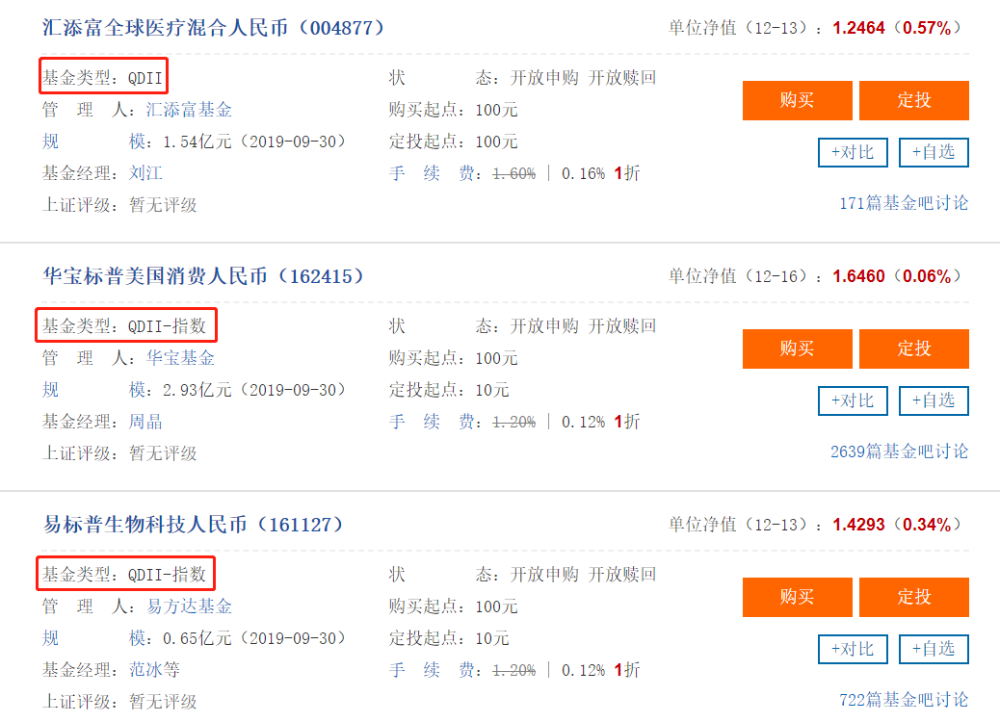 汇添富全球医疗混合人民币（004877） 单位净值（12-13）：1.2464（0.57%）
基金类型：QDII 状 态：开放申购 开放赎回
管 理 人：汇添富基金 购买起点：100元
购买 定投
规 模：1.54亿元（2019-09-30） 定投起点：100元
+对比 +自选
基金经理：刘江 手 续 费：1.60% | 0.16% 1折
上证评级：暂无评级 171篇基金吧讨论
华宝标普美国消费人民币（162415） 单位净值（12-16）：1.6460（0.06%）
基金类型：QDII-指数 状 态：开放申购 开放赎回
管 理 人：华宝基金 购买起点：100元
购买 定投
规 模：2.93亿元（2019-09-30） 定投起点：10元
+对比 +自选
基金经理：周晶 手 续 费：1.20% | 0.12% 1折
上证评级：暂无评级 2639篇基金吧讨论
易标普生物科技人民币（161127） 单位净值（12-13）：1.4293（0.34%）
基金类型：QDII-指数 状 态：开放申购 开放赎回
管 理 人：易方达基金 购买起点：100元
购买 定投
规 模：0.65亿元（2019-09-30） 定投起点：10元
+对比 +自选
基金经理：范冰等 手 续 费：1.20% | 0.12% 1折
上证评级：暂无评级 722篇基金吧讨论